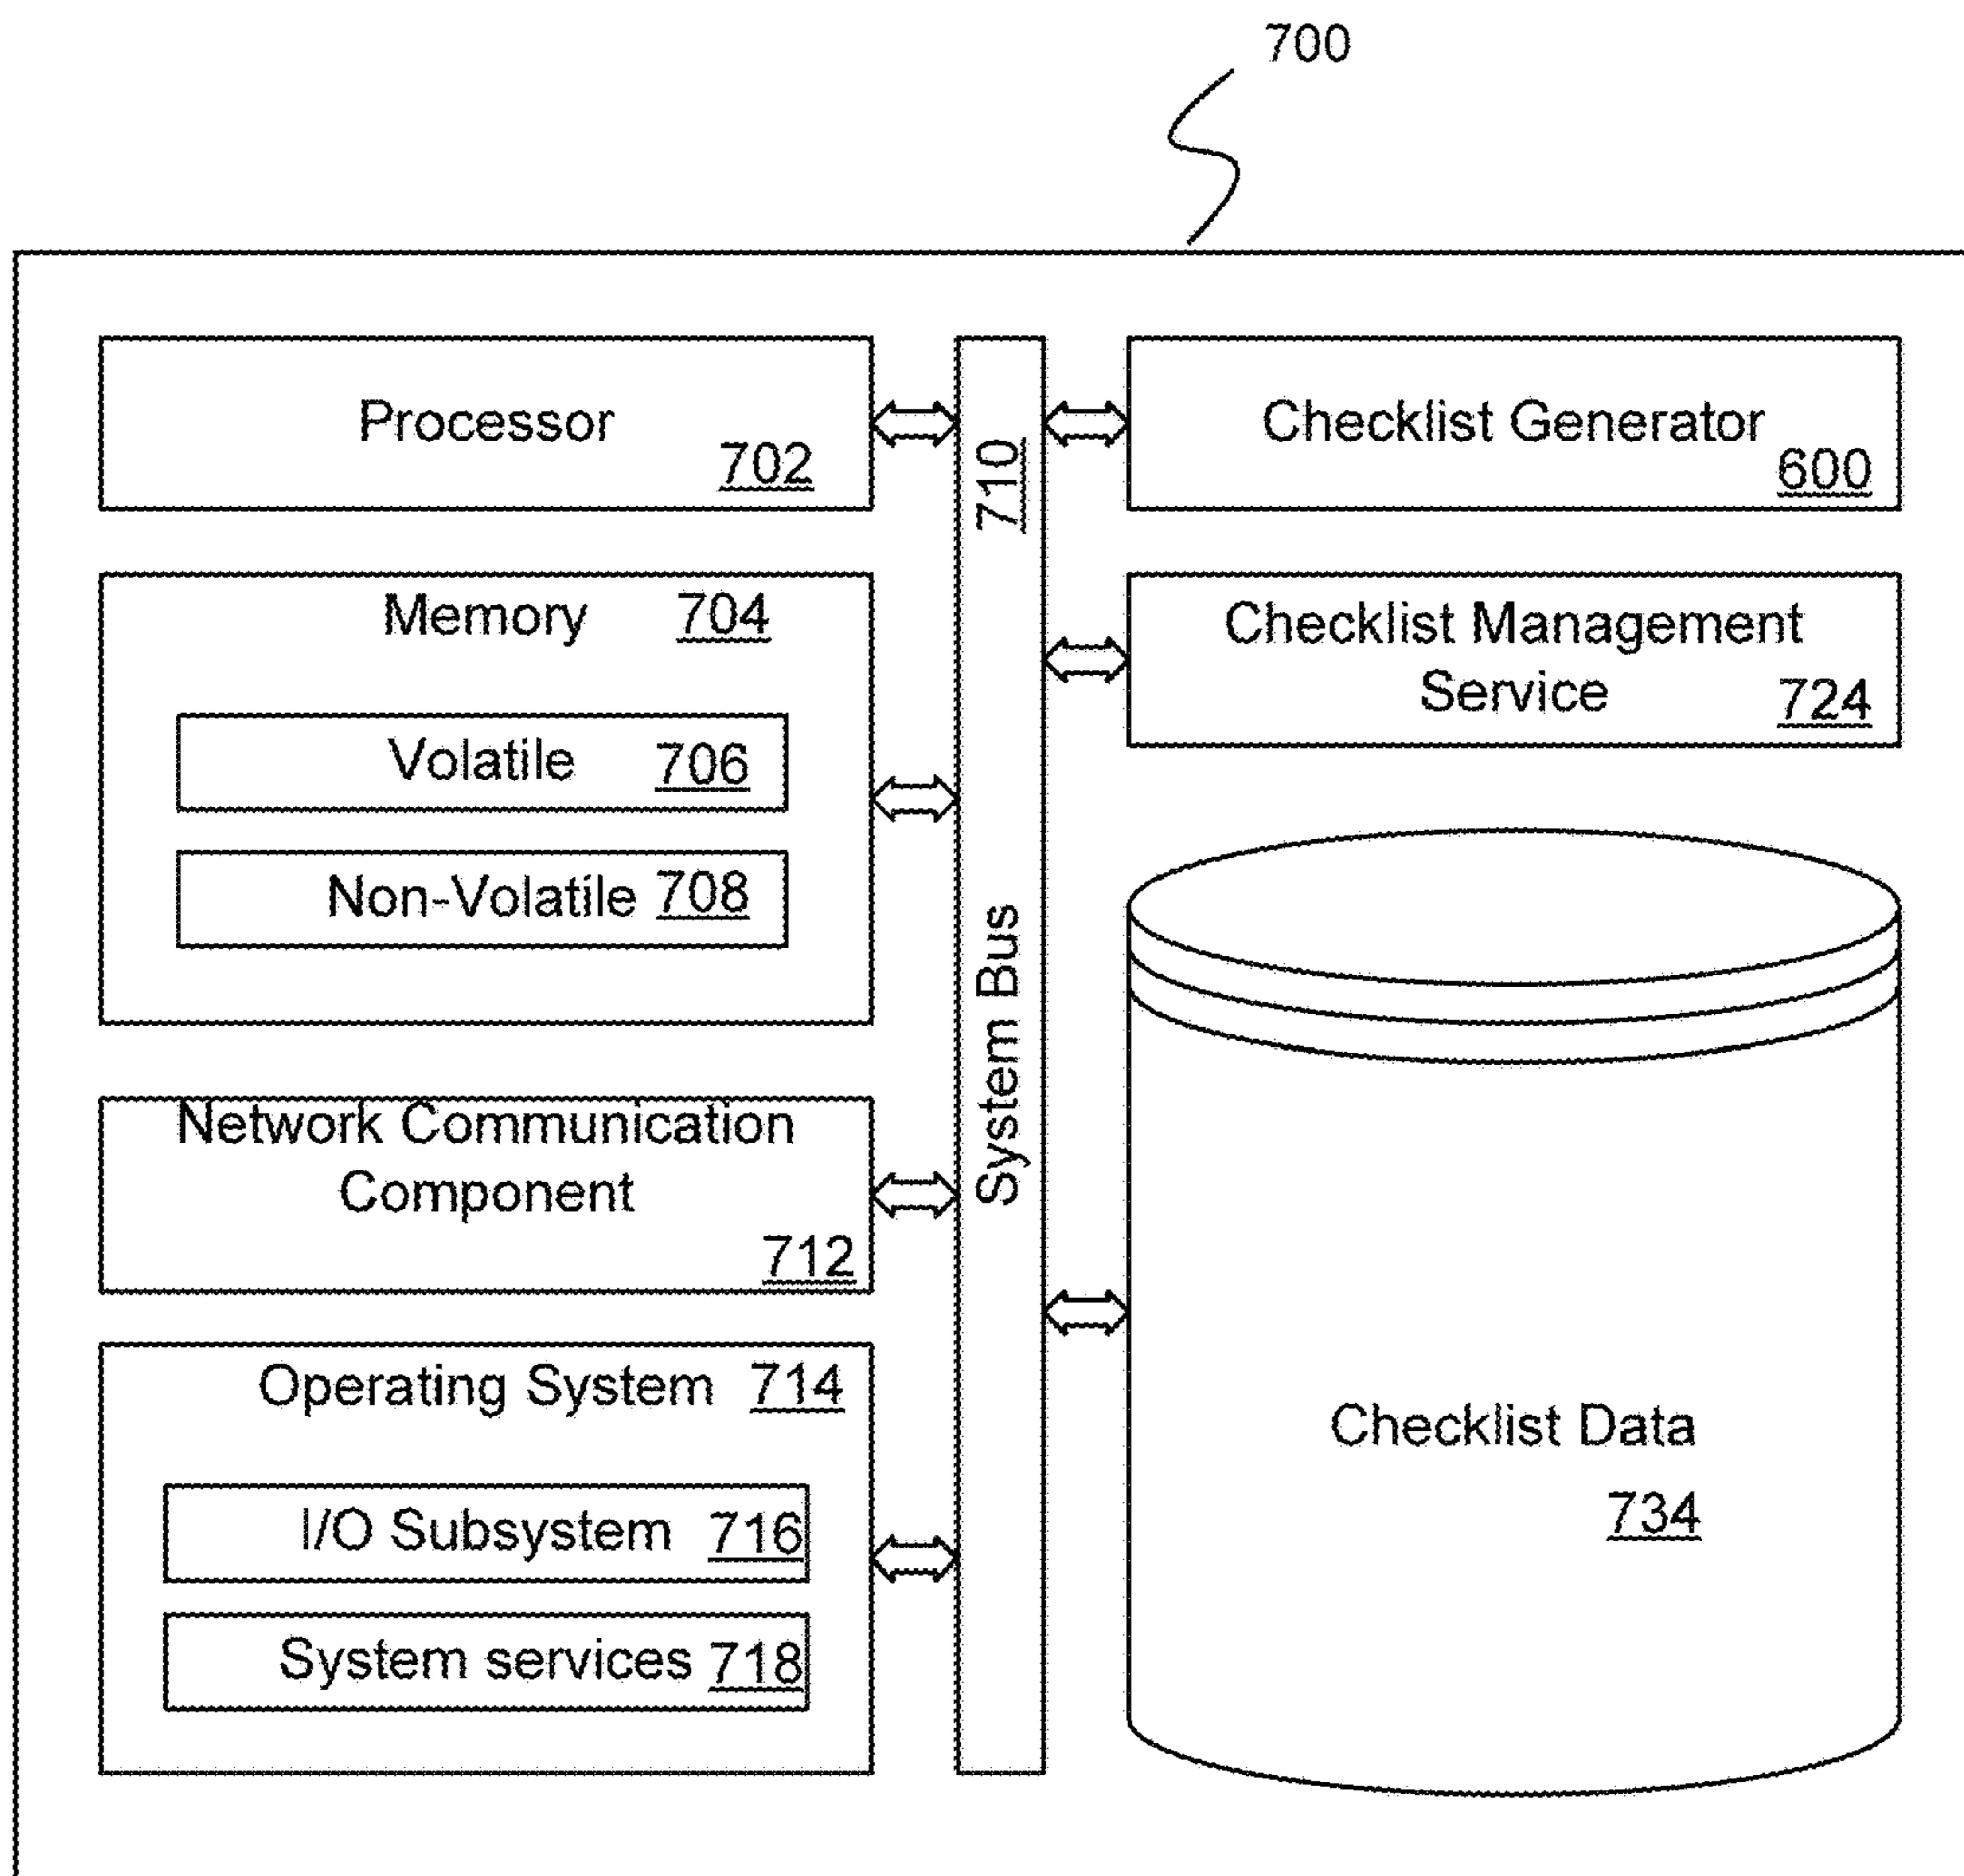 700
Processor
702
Memory 704
Volatile 706
Non-Volatile 708
Network Communication
Component
712
Operating System 714
I/O Subsystem 716
System services 718
System Bus 710
Checklist Generator
600
Checklist Management
Service 724
Checklist Data
734